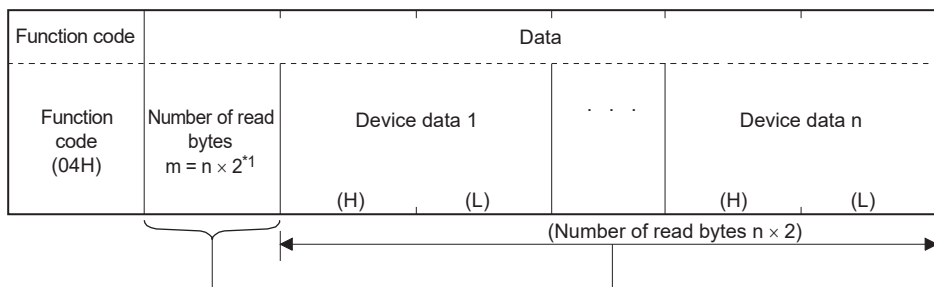 Function code
Data
Function
code
(04H)
Number of read
bytes
m = n × 2*1
Device data 1
(H)
(L)
. . .
Device data n
(H)
(L)
(Number of read bytes n × 2)